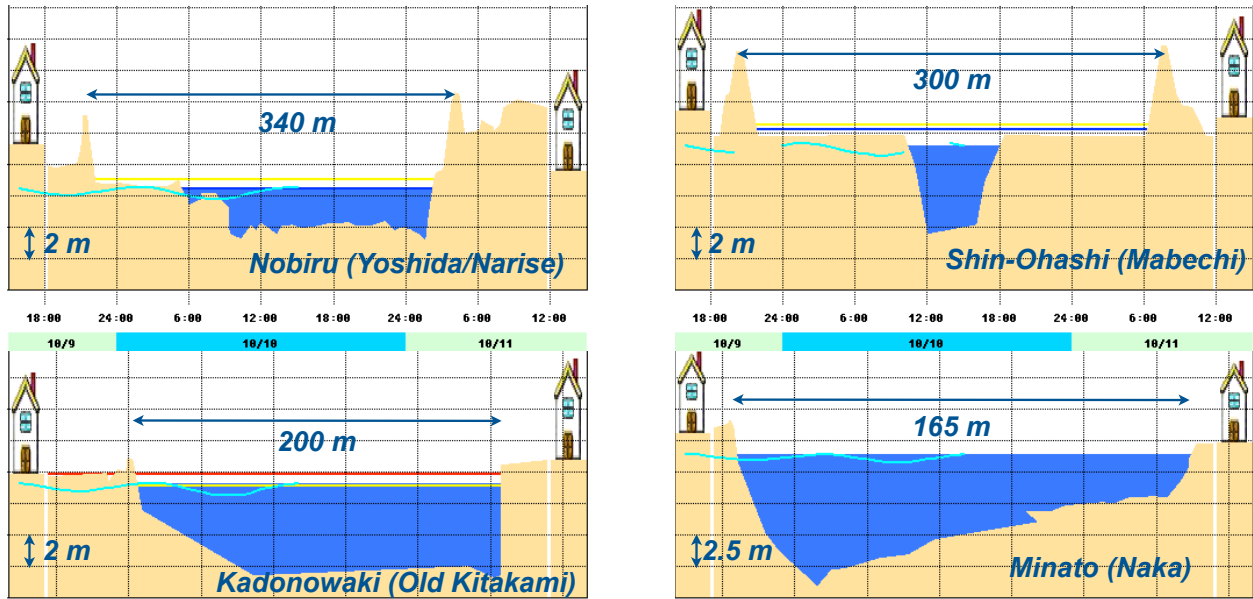 340 m
2 m
Nobiru (Yoshida/Narise)
300 m
2 m
Shin-Ohashi (Mabechi)
18:00 24:00 6:00 12:00 18:00 24:00 6:00 12:00
10/9 10/10 10/11
18:00 24:00 6:00 12:00 18:00 24:00 6:00 12:00
10/9 10/10 10/11
200 m
2 m
Kadonowaki (Old Kitakami)
165 m
2.5 m
Minato (Naka)